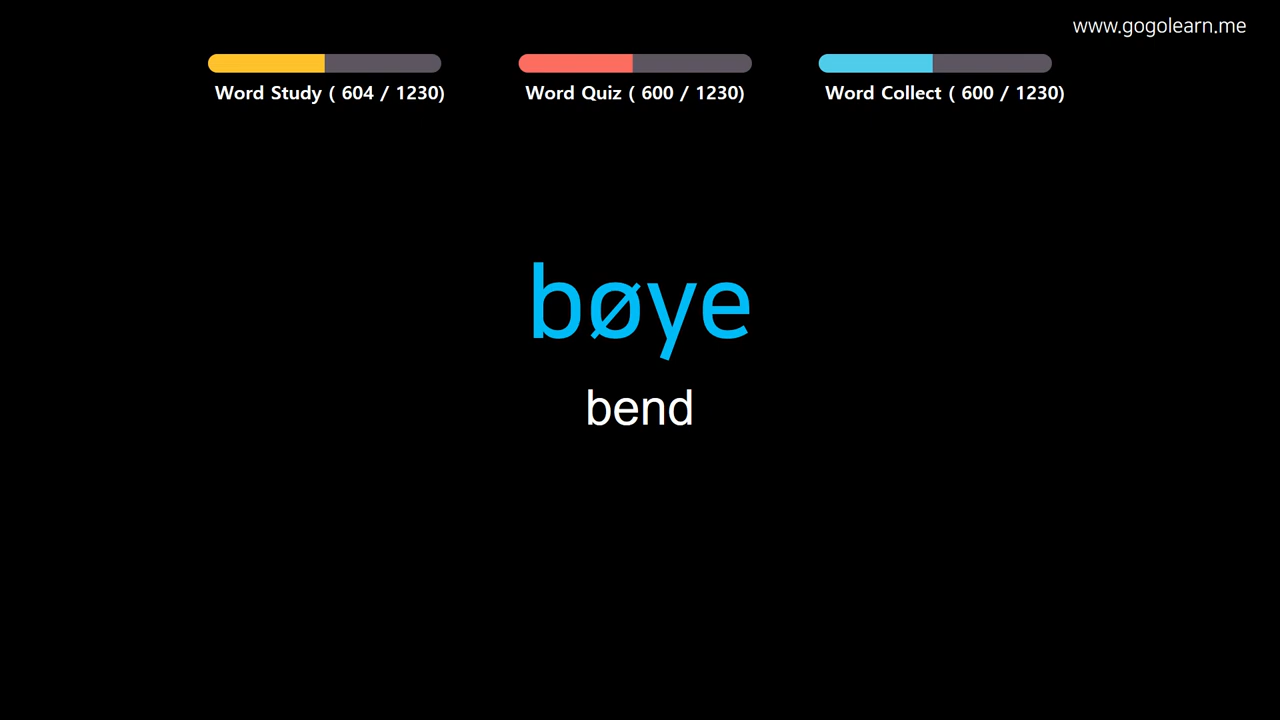 www.gogolearn.me
Word Study ( 604 / 1230)
Word Quiz ( 600 / 1230)
Word Collect ( 600 / 1230)
bøye
bend